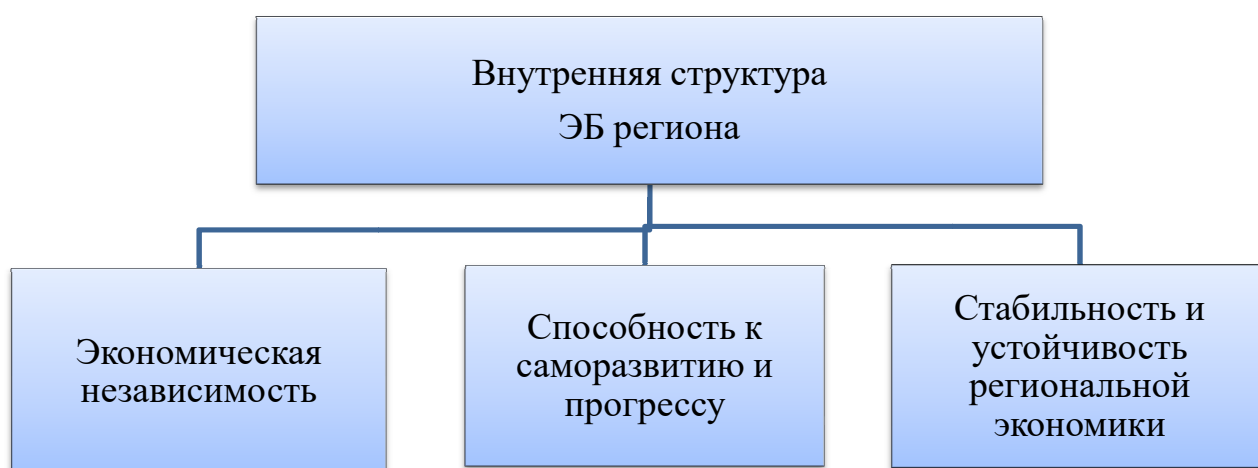 Внутренняя структура
ЭБ региона
Экономическая
независимость
Способность к
саморазвитию и
прогрессу
Стабильность и
устойчивость
региональной
экономики